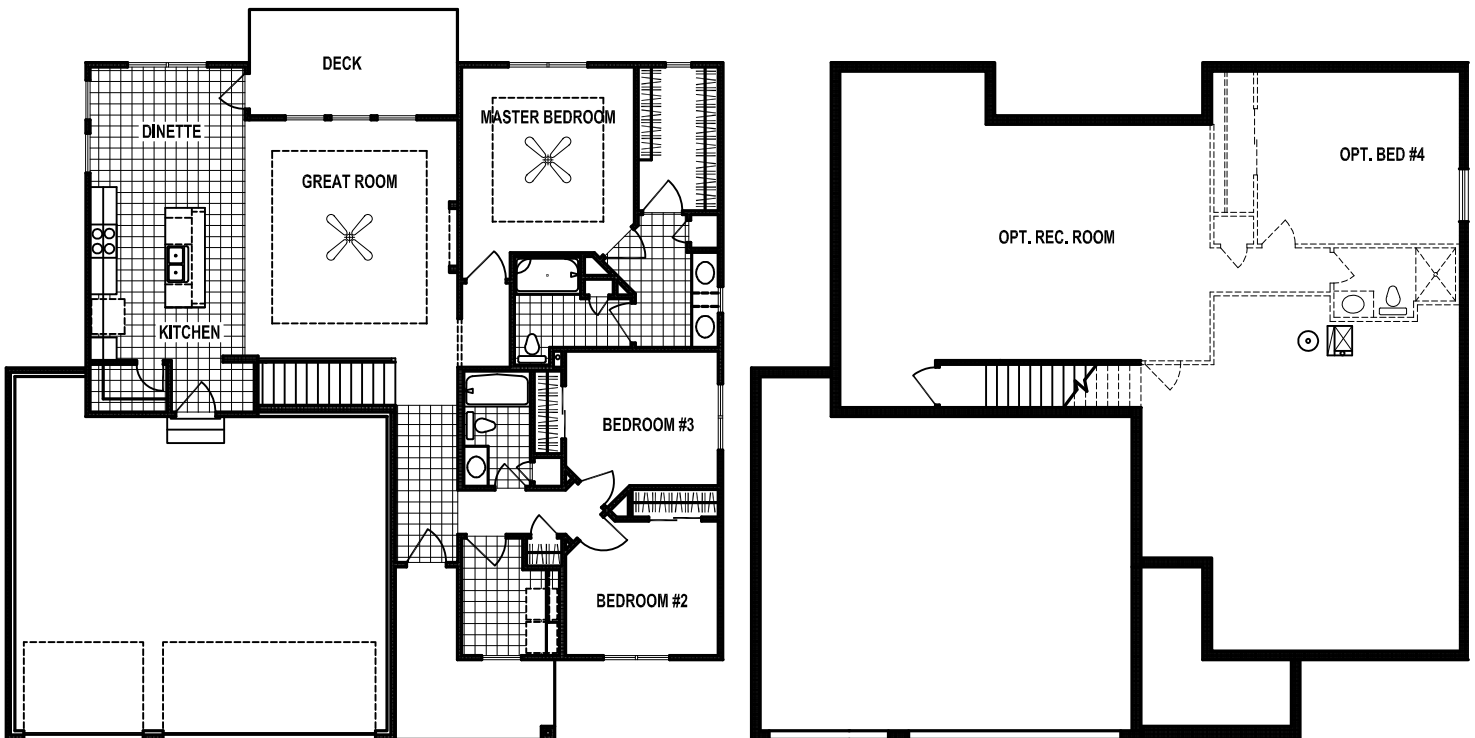 DECK
MASTER BEDROOM
DINETTE
GREAT ROOM
KITCHEN
BEDROOM #3
BEDROOM #2
OPT. BED #4
OPT. REC. ROOM